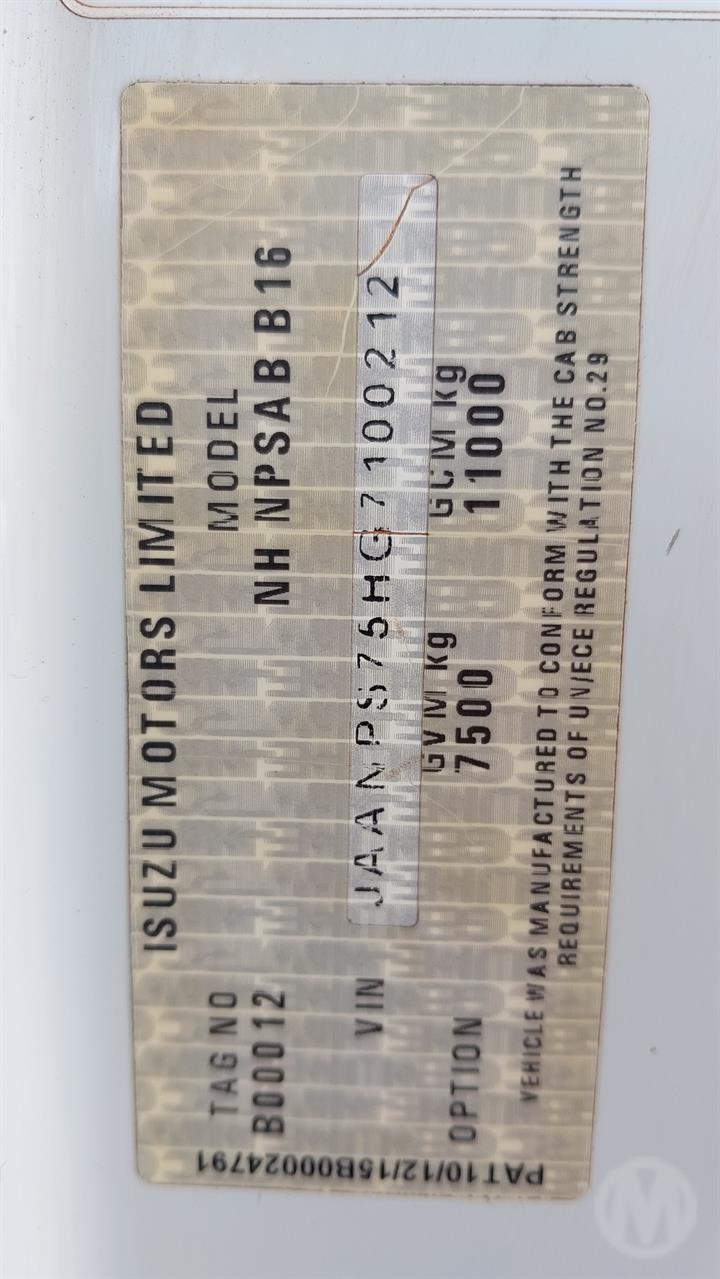 ISUZU MOTORS LIMITED
TAG NO MODEL
B00012 NH NPSAB B16
VIN JAANPS75HG7100212
OPTION GVM kg GCM kg
7500 11000
VEHICLE WAS MANUFACTURED TO CONFORM WITH THE CAB STRENGTH
REQUIREMENTS OF UN/ECE REGULATION NO.29
PAT10/12/15B00024791
M